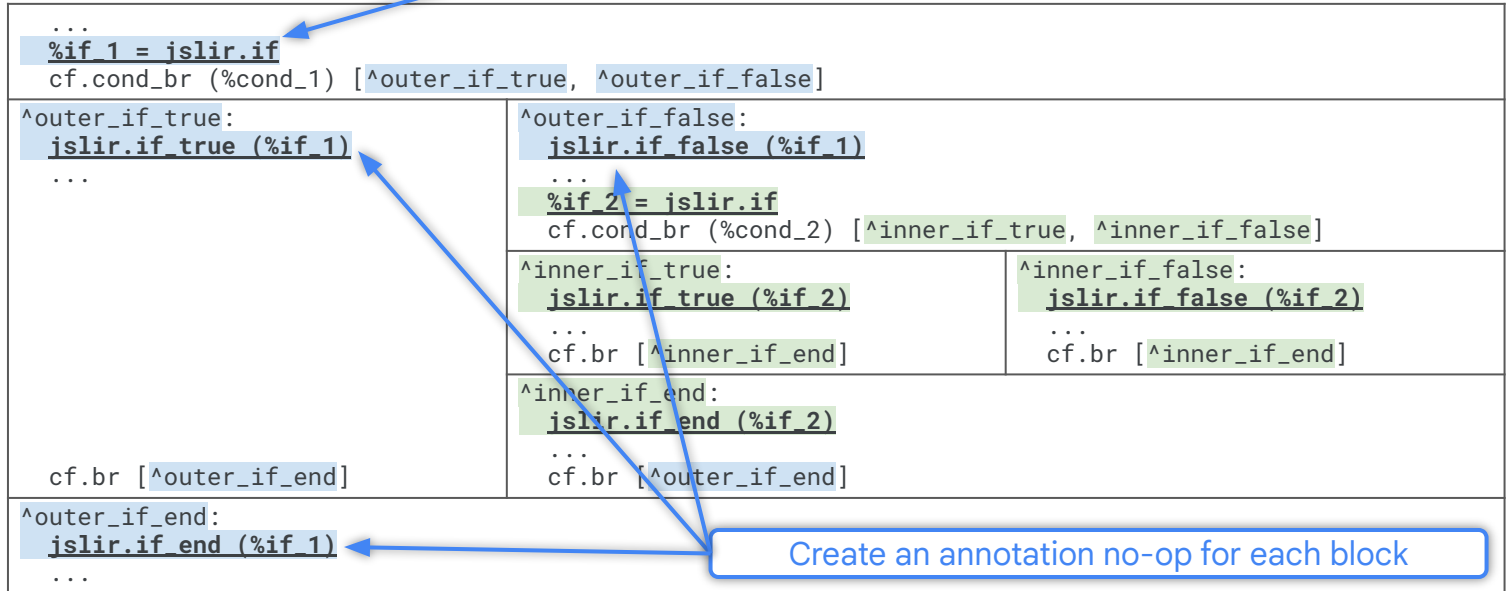 ...
%if_1 = jslir.if
cf.cond_br (%cond_1) [^outer_if_true, ^outer_if_false]
^outer_if_true:
jslir.if_true (%if_1)
...
cf.br [^outer_if_end]
^outer_if_false:
jslir.if_false (%if_1)
...
%if_2 = jslir.if
cf.cond_br (%cond_2) [^inner_if_true, ^inner_if_false]
^inner_if_true:
jslir.if_true (%if_2)
...
cf.br [^inner_if_end]
^inner_if_false:
jslir.if_false (%if_2)
...
cf.br [^inner_if_end]
^inner_if_end:
jslir.if_end (%if_2)
...
cf.br [^outer_if_end]
^outer_if_end:
jslir.if_end (%if_1)
...
Create an annotation no-op for each block